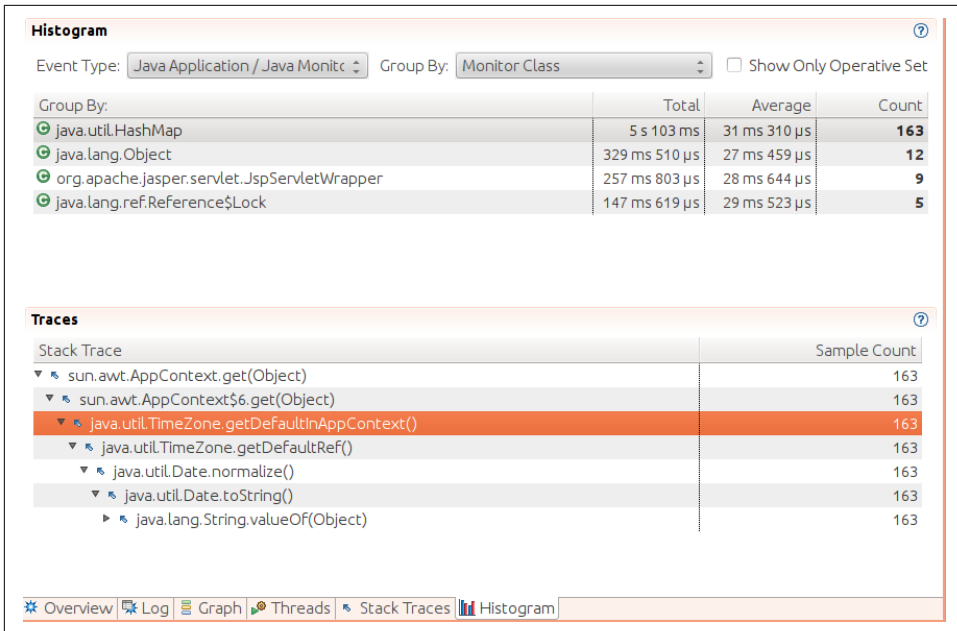 Histogram
Event Type: Java Application / Java Monitc Group By: Monitor Class Show Only Operative Set
Group By: Total Average Count
java.util.HashMap 5 s 103 ms 31 ms 310 µs 163
java.lang.Object 329 ms 510 µs 27 ms 459 µs 12
org.apache.jasper.servlet.JspServletWrapper 257 ms 803 µs 28 ms 644 µs 9
java.lang.ref.Reference$Lock 147 ms 619 µs 29 ms 523 µs 5
Traces
Stack Trace Sample Count
sun.awt.AppContext.get(Object) 163
sun.awt.AppContext$6.get(Object) 163
java.util.TimeZone.getDefaultInAppContext() 163
java.util.TimeZone.getDefaultRef() 163
java.util.Date.normalize() 163
java.util.Date.toString() 163
java.lang.String.valueOf(Object) 163
Overview Log Graph Threads Stack Traces Histogram